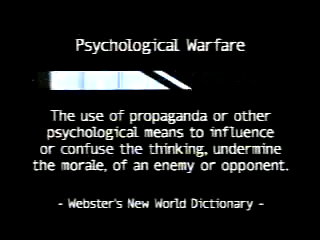 Psychological Warfare
The use of propaganda or other
psychological means to influence
or confuse the thinking, undermine
the morale, of an enemy or opponent.
- Webster's New World Dictionary -